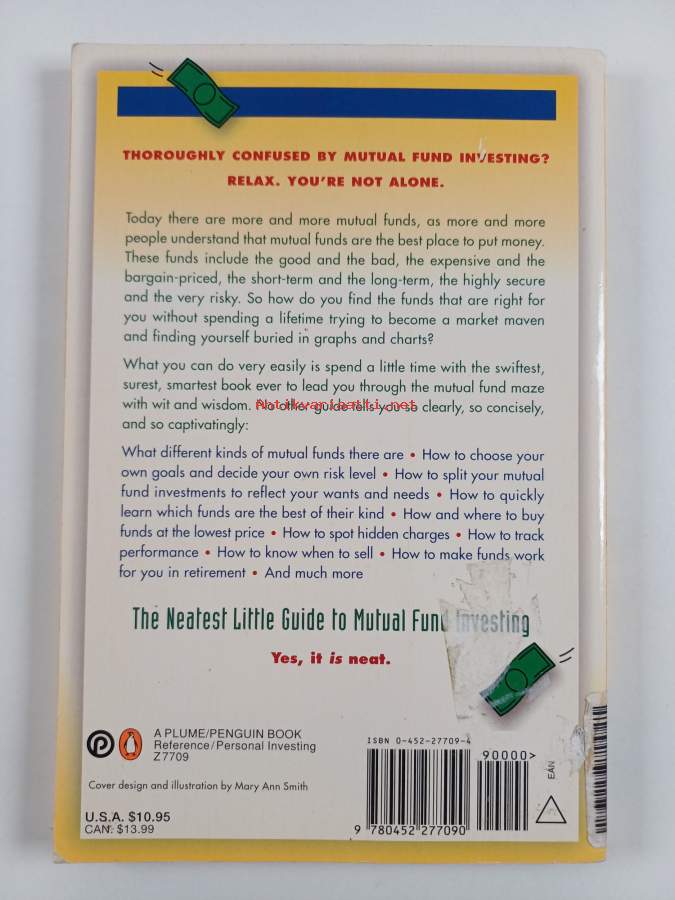 THOROUGHLY CONFUSED BY MUTUAL FUND INVESTING?
RELAX. YOU'RE NOT ALONE.
Today there are more and more mutual funds, as more and more
people understand that mutual funds are the best place to put money.
These funds include the good and the bad, the expensive and the
bargain-priced, the short-term and the long-term, the highly secure
and the very risky. So how do you find the funds that are right for
you without spending a lifetime trying to become a market maven
and finding yourself buried in graphs and charts?
What you can do very easily is spend a little time with the swiftest,
surest, smartest book ever to lead you through the mutual fund maze
with wit and wisdom. No other guide tells you so clearly, so concisely,
and so captivatingly:
Antikvariaatti.net
What different kinds of mutual funds there are • How to choose your
own goals and decide your own risk level • How to split your mutual
fund investments to reflect your wants and needs • How to quickly
learn which funds are the best of their kind • How and where to buy
funds at the lowest price • How to spot hidden charges • How to track
performance • How to know when to sell • How to make funds work
for you in retirement • And much more
The Neatest Little Guide to Mutual Fund Investing
Yes, it is neat.
A PLUME/PENGUIN BOOK
Reference/Personal Investing
Z7709
Cover design and illustration by Mary Ann Smith
U.S.A. $10.95
CAN. $13.99
ISBN 0-452-27709-4
90000>
9 780452 277090
EAN